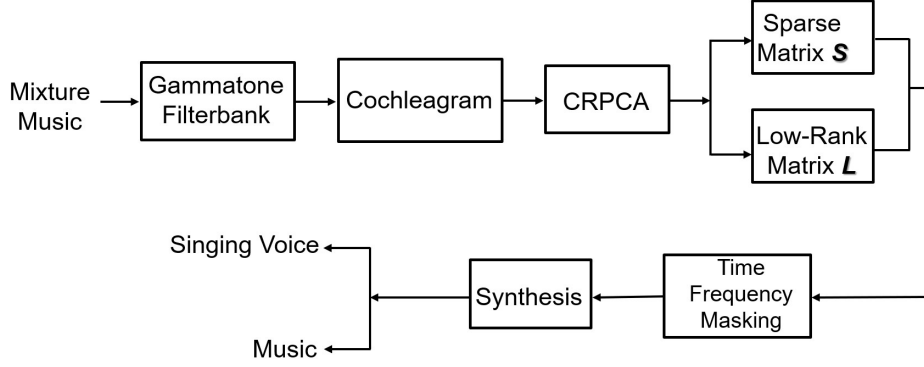 Mixture
Music
Gammatone
Filterbank
Cochleagram
CRPCA
Sparse
Matrix S
Low-Rank
Matrix L
Singing Voice
Music
Synthesis
Time
Frequency
Masking